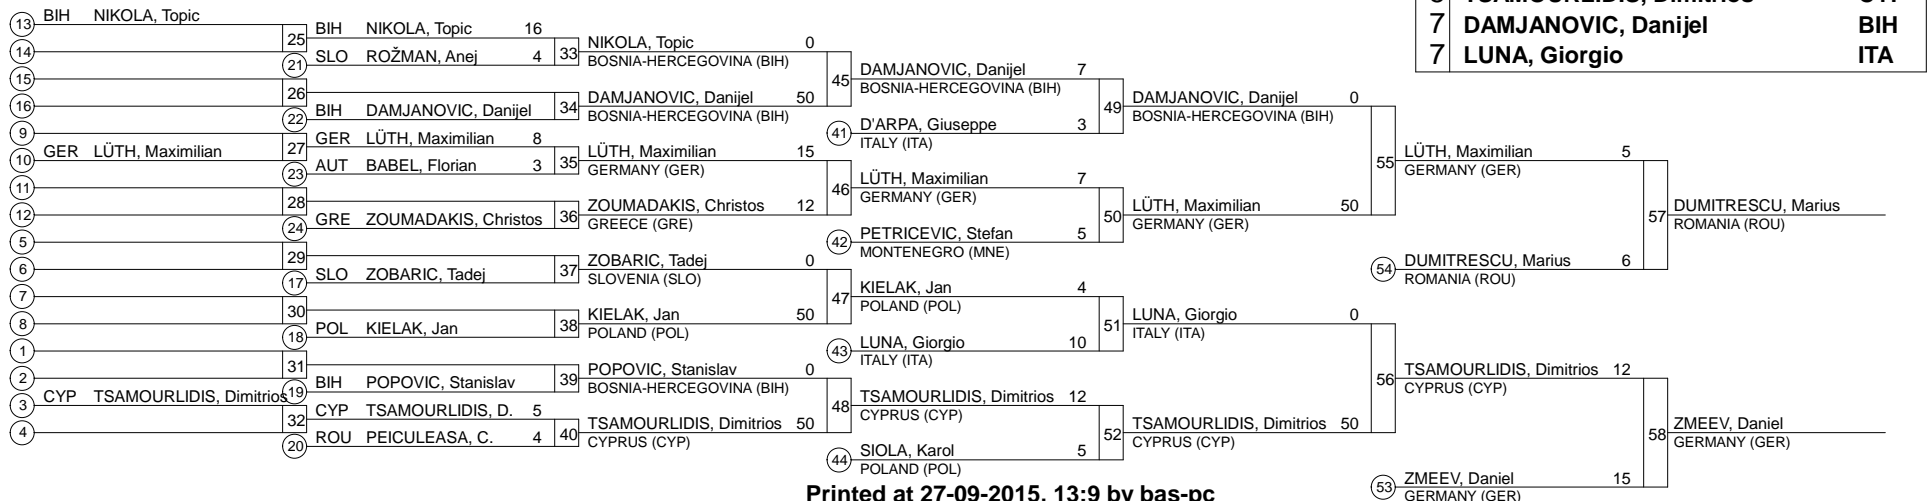 TSAMOURLIDIS, Dimitrios
7 DAMJANOVIC, Danijel BIH
7 LUNA, Giorgio ITA
13 BIH NIKOLA, Topic
14
15
16
9
10 GER LÜTH, Maximilian
11
12
5
6
7
8
1
2
3 CYP TSAMOURLIDIS, Dimitrios
4
25 BIH NIKOLA, Topic 16
21 SLO ROŽMAN, Anej 4
26
22 BIH DAMJANOVIC, Danijel
27 GER LÜTH, Maximilian 8
23 AUT BABEL, Florian 3
28
24 GRE ZOUMADAKIS, Christos
29
17 SLO ZOBARIC, Tadej
30
18 POL KIELAK, Jan
31
19 BIH POPOVIC, Stanislav
32 CYP TSAMOURLIDIS, D. 5
20 ROU PEICULEASA, C. 4
33 NIKOLA, Topic 0
BOSNIA-HERCEGOVINA (BIH)
34 DAMJANOVIC, Danijel 50
BOSNIA-HERCEGOVINA (BIH)
35 LÜTH, Maximilian 15
GERMANY (GER)
36 ZOUMADAKIS, Christos 12
GREECE (GRE)
37 ZOBARIC, Tadej 0
SLOVENIA (SLO)
38 KIELAK, Jan 50
POLAND (POL)
39 POPOVIC, Stanislav 0
BOSNIA-HERCEGOVINA (BIH)
40 TSAMOURLIDIS, Dimitrios 50
CYPRUS (CYP)
45 DAMJANOVIC, Danijel 7
BOSNIA-HERCEGOVINA (BIH)
41 D'ARPA, Giuseppe 3
ITALY (ITA)
46 LÜTH, Maximilian 7
GERMANY (GER)
42 PETRICEVIC, Stefan 5
MONTENEGRO (MNE)
47 KIELAK, Jan 4
POLAND (POL)
43 LUNA, Giorgio 10
ITALY (ITA)
48 TSAMOURLIDIS, Dimitrios 12
CYPRUS (CYP)
44 SIOLA, Karol 5
POLAND (POL)
49 DAMJANOVIC, Danijel 0
BOSNIA-HERCEGOVINA (BIH)
50 LÜTH, Maximilian 50
GERMANY (GER)
51 LUNA, Giorgio 0
ITALY (ITA)
52 TSAMOURLIDIS, Dimitrios 50
CYPRUS (CYP)
55 LÜTH, Maximilian 5
GERMANY (GER)
54 DUMITRESCU, Marius 6
ROMANIA (ROU)
56 TSAMOURLIDIS, Dimitrios 12
CYPRUS (CYP)
53 ZMEEV, Daniel 15
GERMANY (GER)
57 DUMITRESCU, Marius
ROMANIA (ROU)
58 ZMEEV, Daniel
GERMANY (GER)
Printed at 27-09-2015, 13:9 by bas-pc